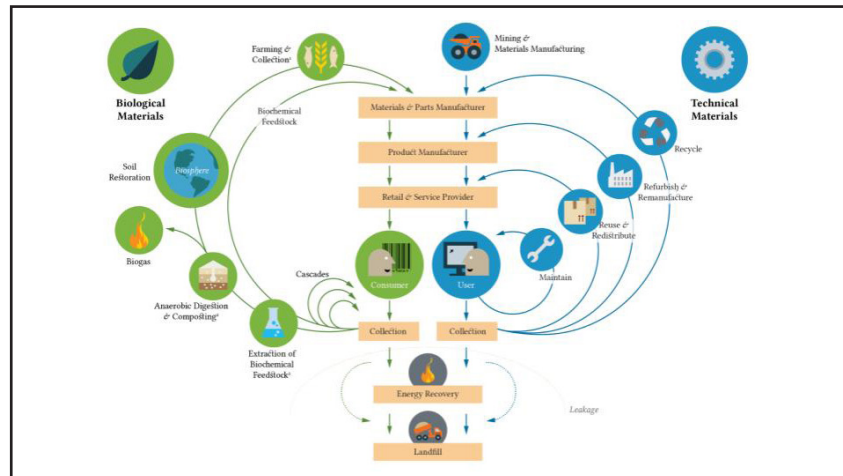 Biological
Materials
Farming &
Collection¹
Mining &
Materials Manufacturing
Technical
Materials
Biochemical
Feedstock
Materials & Parts Manufacturer
Recycle
Product Manufacturer
Soil
Restoration
Biosphere
Refurbish &
Remanufacture
Retail & Service Provider
Reuse &
Redistribute
Biogas
Maintain
Cascades
Consumer
User
Anaerobic Digestion
& Composting²
Collection
Collection
Extraction of
Biochemical
Feedstock²
Energy Recovery
Leakage
Landfill